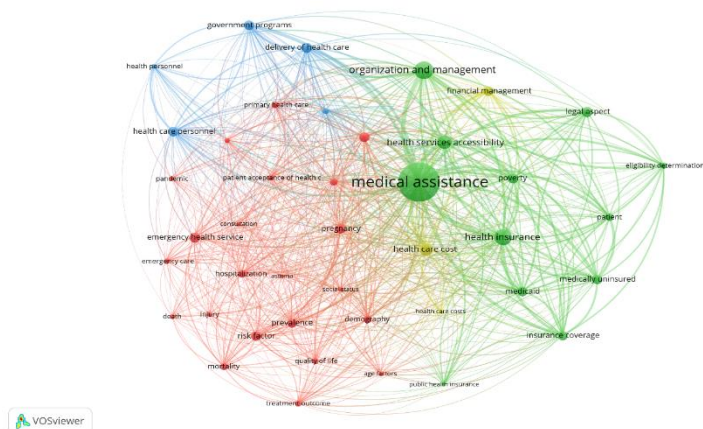 government programs
delivery of health care
health personnel
organization and management
financial management
primary health care
legal aspect
health care personnel
health services accessibility
eligibility determination
pandemic
patient acceptance of health c
medical assistance
poverty
consultation
pregnancy
patient
emergency health service
health insurance
health care cost
emergency care
hospitalization
medically uninsured
social status
medicaid
death
injury
prevalence
demography
health care costs
risk factor
insurance coverage
mortality
quality of life
age factors
public health insurance
treatment outcome
VOSviewer